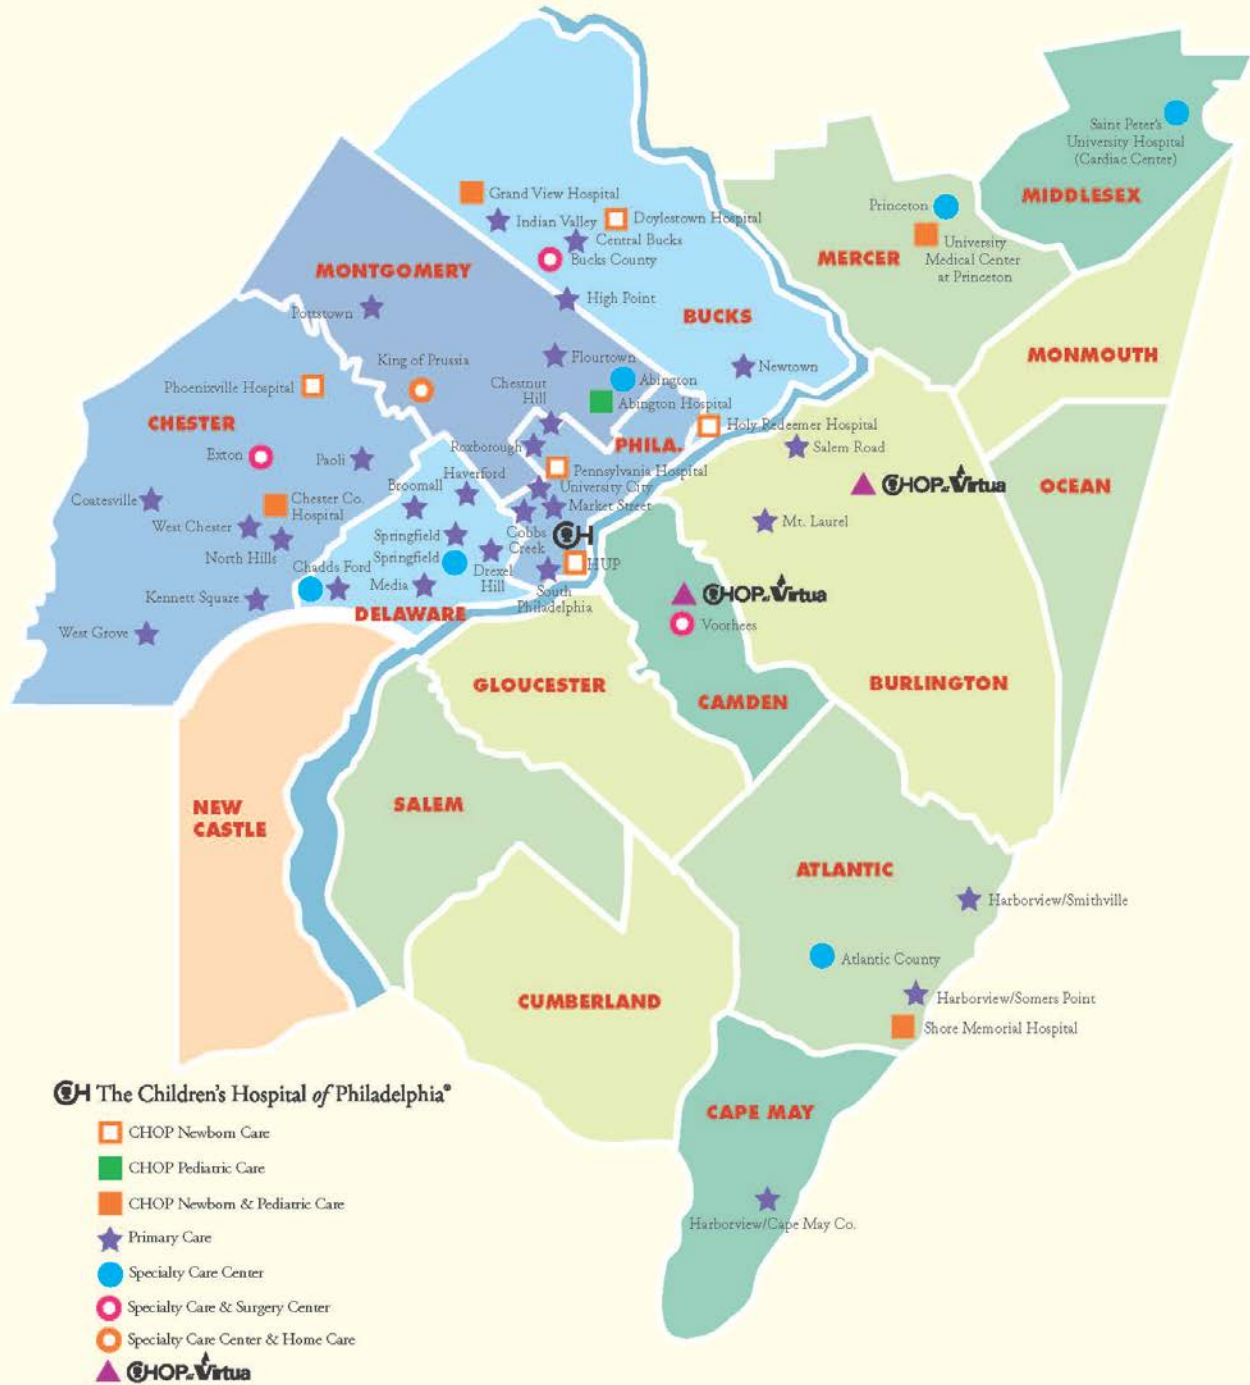 Saint Peter's
University Hospital
(Cardiac Center)
MIDDLESEX
Grand View Hospital
Indian Valley
Doylestown Hospital
Central Bucks
Bucks County
Princeton
University
Medical Center
at Princeton
MERCER
MONTGOMERY
High Point
Pottstown
BUCKS
MONMOUTH
Flourtown
King of Prussia
Newtown
Phoenixville Hospital
Chestnut
Hill
Abington
Abington Hospital
CHESTER
Holy Redeemer Hospital
Roxborough
PHILA.
Salem Road
Exton
Paoli
Haverford
Pennsylvania Hospital
University City
CHOP at Virtua
OCEAN
Broomall
Coatesville
Chester Co.
Hospital
Market Street
West Chester
Mt. Laurel
Springfield
Cobbs
Creek
CH
North Hills
Springfield
Chadds Ford
Drexel
Hill
HUP
Media
South
Philadelphia
Kennett Square
CHOP at Virtua
DELAWARE
Voorhees
West Grove
GLOUCESTER
BURLINGTON
CAMDEN
NEW
CASTLE
SALEM
ATLANTIC
Harborview/Smithville
Atlantic County
CUMBERLAND
Harborview/Somers Point
Shore Memorial Hospital
CH The Children's Hospital of Philadelphia®
CAPE MAY
CHOP Newborn Care
CHOP Pediatric Care
CHOP Newborn & Pediatric Care
Harborview/Cape May Co.
Primary Care
Specialty Care Center
Specialty Care & Surgery Center
Specialty Care Center & Home Care
CHOP at Virtua